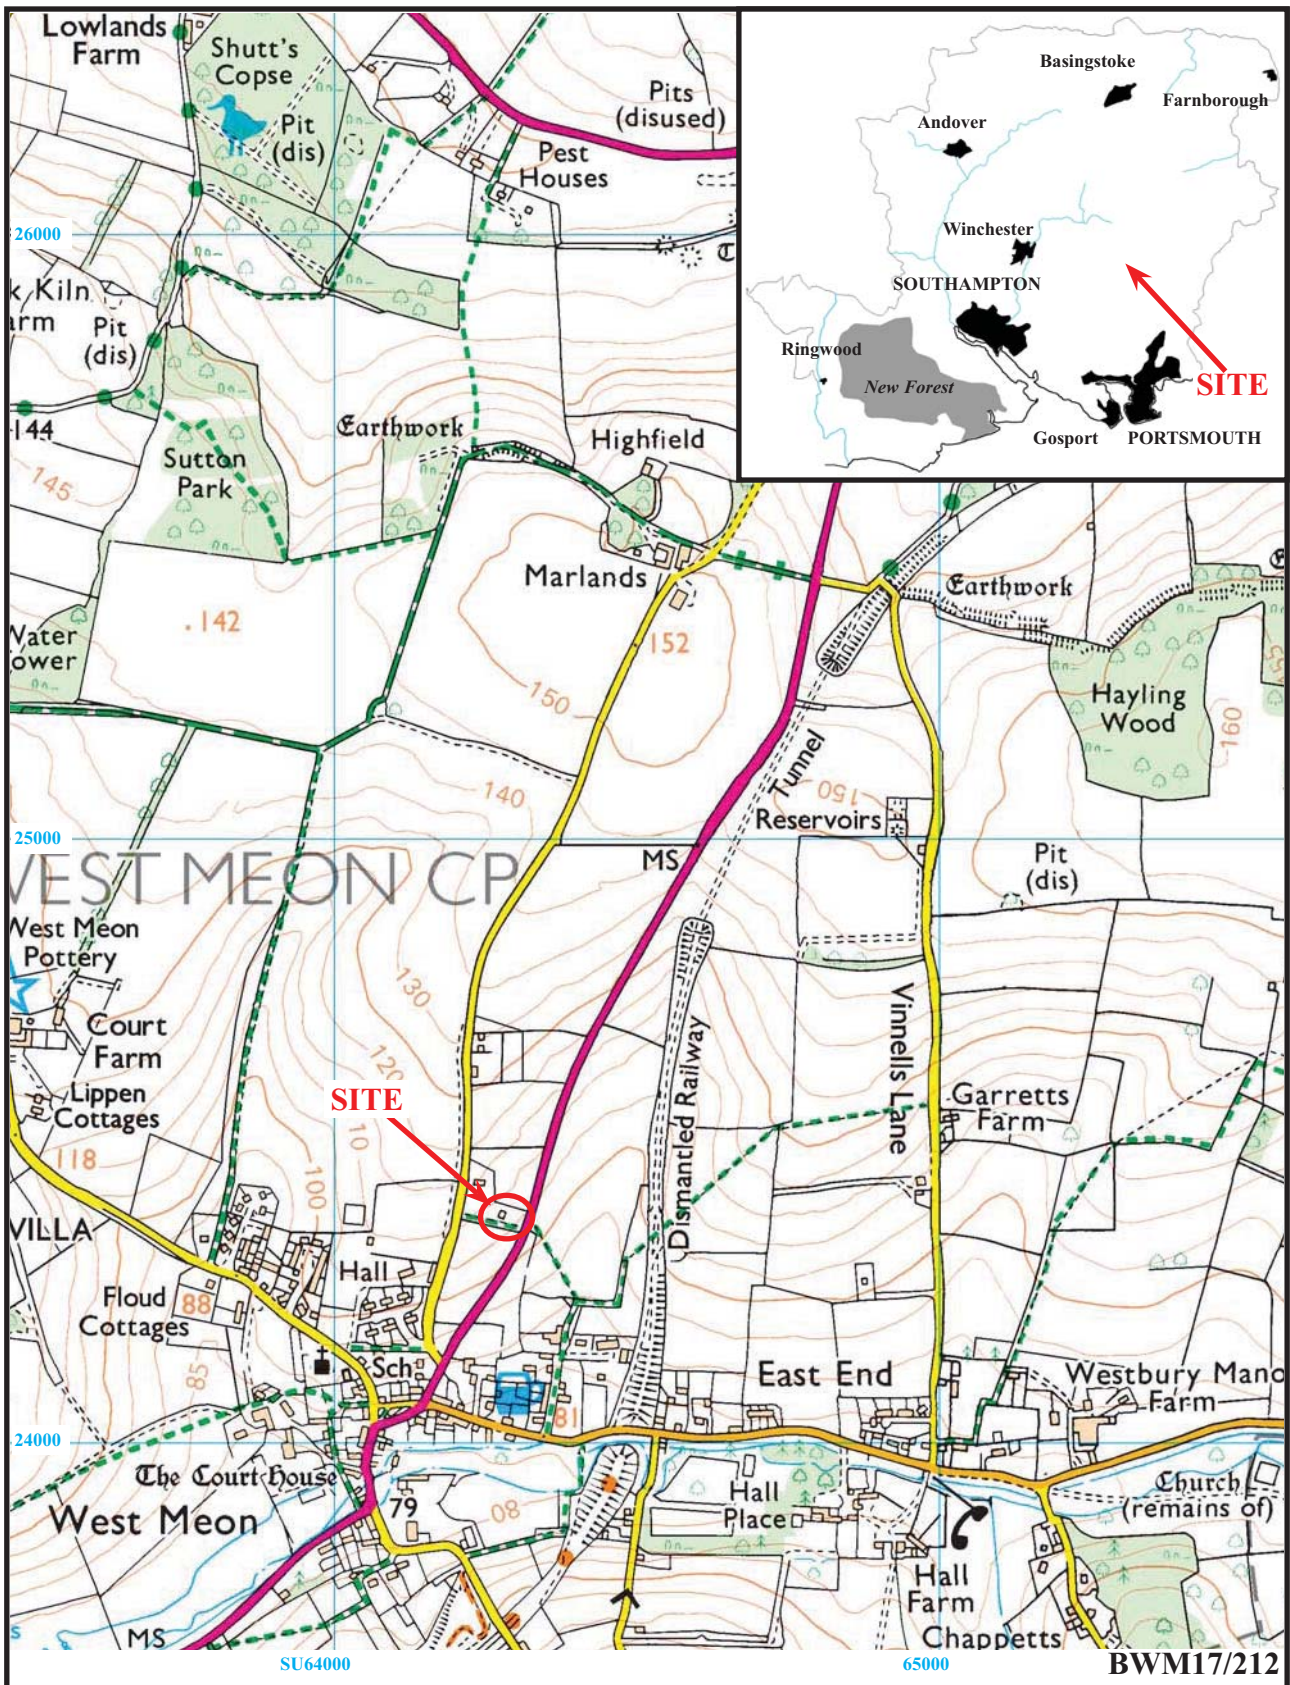 Lowlands
Farm
Shutt's
Copse
Pit
(dis)
Pits
(disused)
Pest
Houses
Basingstoke
Farnborough
Andover
Winchester
SOUTHAMPTON
Ringwood
New Forest
SITE
Gosport
PORTSMOUTH
26000
k Kiln
arm
Pit
(dis)
144
145
Sutton
Park
Earthwork
Highfield
Marlands
152
150
Earthwork
Hayling
Wood
160
.142
Water
ower
140
Tunnel
150
Reservoirs
25000
MS
Pit
(dis)
WEST MEON CP
West Meon
Pottery
130
Court
Farm
120
Lippen
Cottages
SITE
10
118
100
Dismantled Railway
Vinnells Lane
Garretts
Farm
VILLA
Hall
Floud
Cottages
88
85
Sch
East End
Westbury Mano
Farm
81
24000
The Court House
West Meon
79
80
Hall
Place
Church
(remains of)
Hall
Farm
Chappetts
MS
s
SU64000
65000
BWM17/212